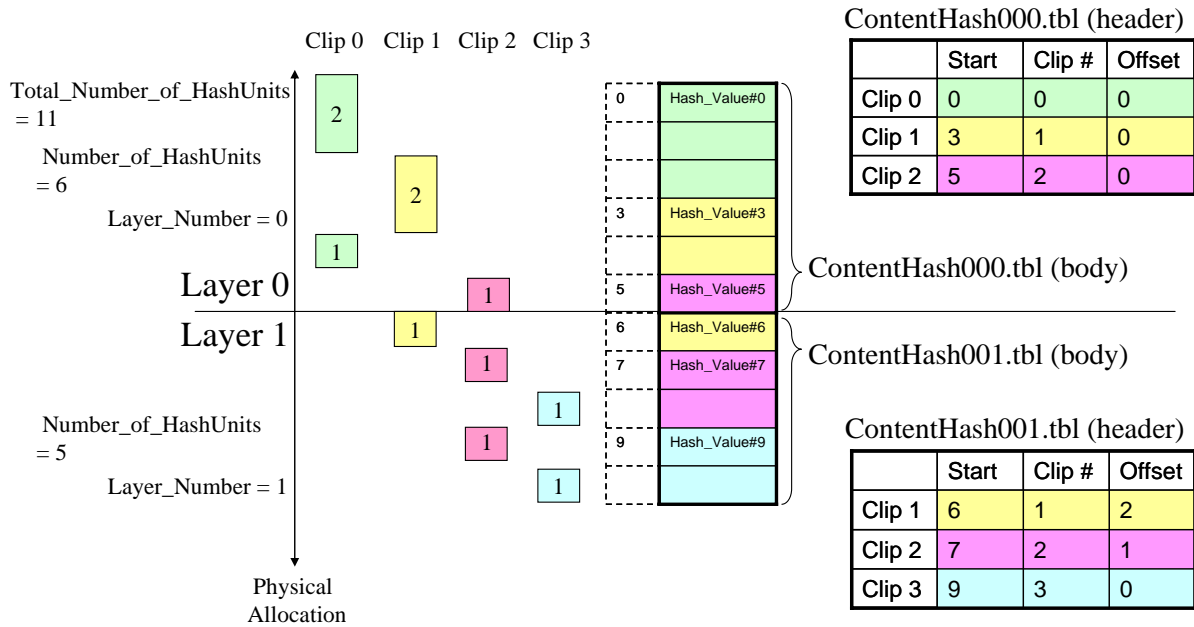 Clip 0 Clip 1 Clip 2 Clip 3
Total_Number_of_HashUnits
= 11
Number_of_HashUnits
= 6
Layer_Number = 0
Layer 0
Layer 1
Number_of_HashUnits
= 5
Layer_Number = 1
Physical
Allocation
2
2
1
1
1
1
1
1
1
0 Hash_Value#0
3 Hash_Value#3
5 Hash_Value#5
6 Hash_Value#6
7 Hash_Value#7
9 Hash_Value#9
ContentHash000.tbl (body)
ContentHash001.tbl (body)
ContentHash000.tbl (header)
Start Clip # Offset
Clip 0 0 0 0
Clip 1 3 1 0
Clip 2 5 2 0
ContentHash001.tbl (header)
Start Clip # Offset
Clip 1 6 1 2
Clip 2 7 2 1
Clip 3 9 3 0